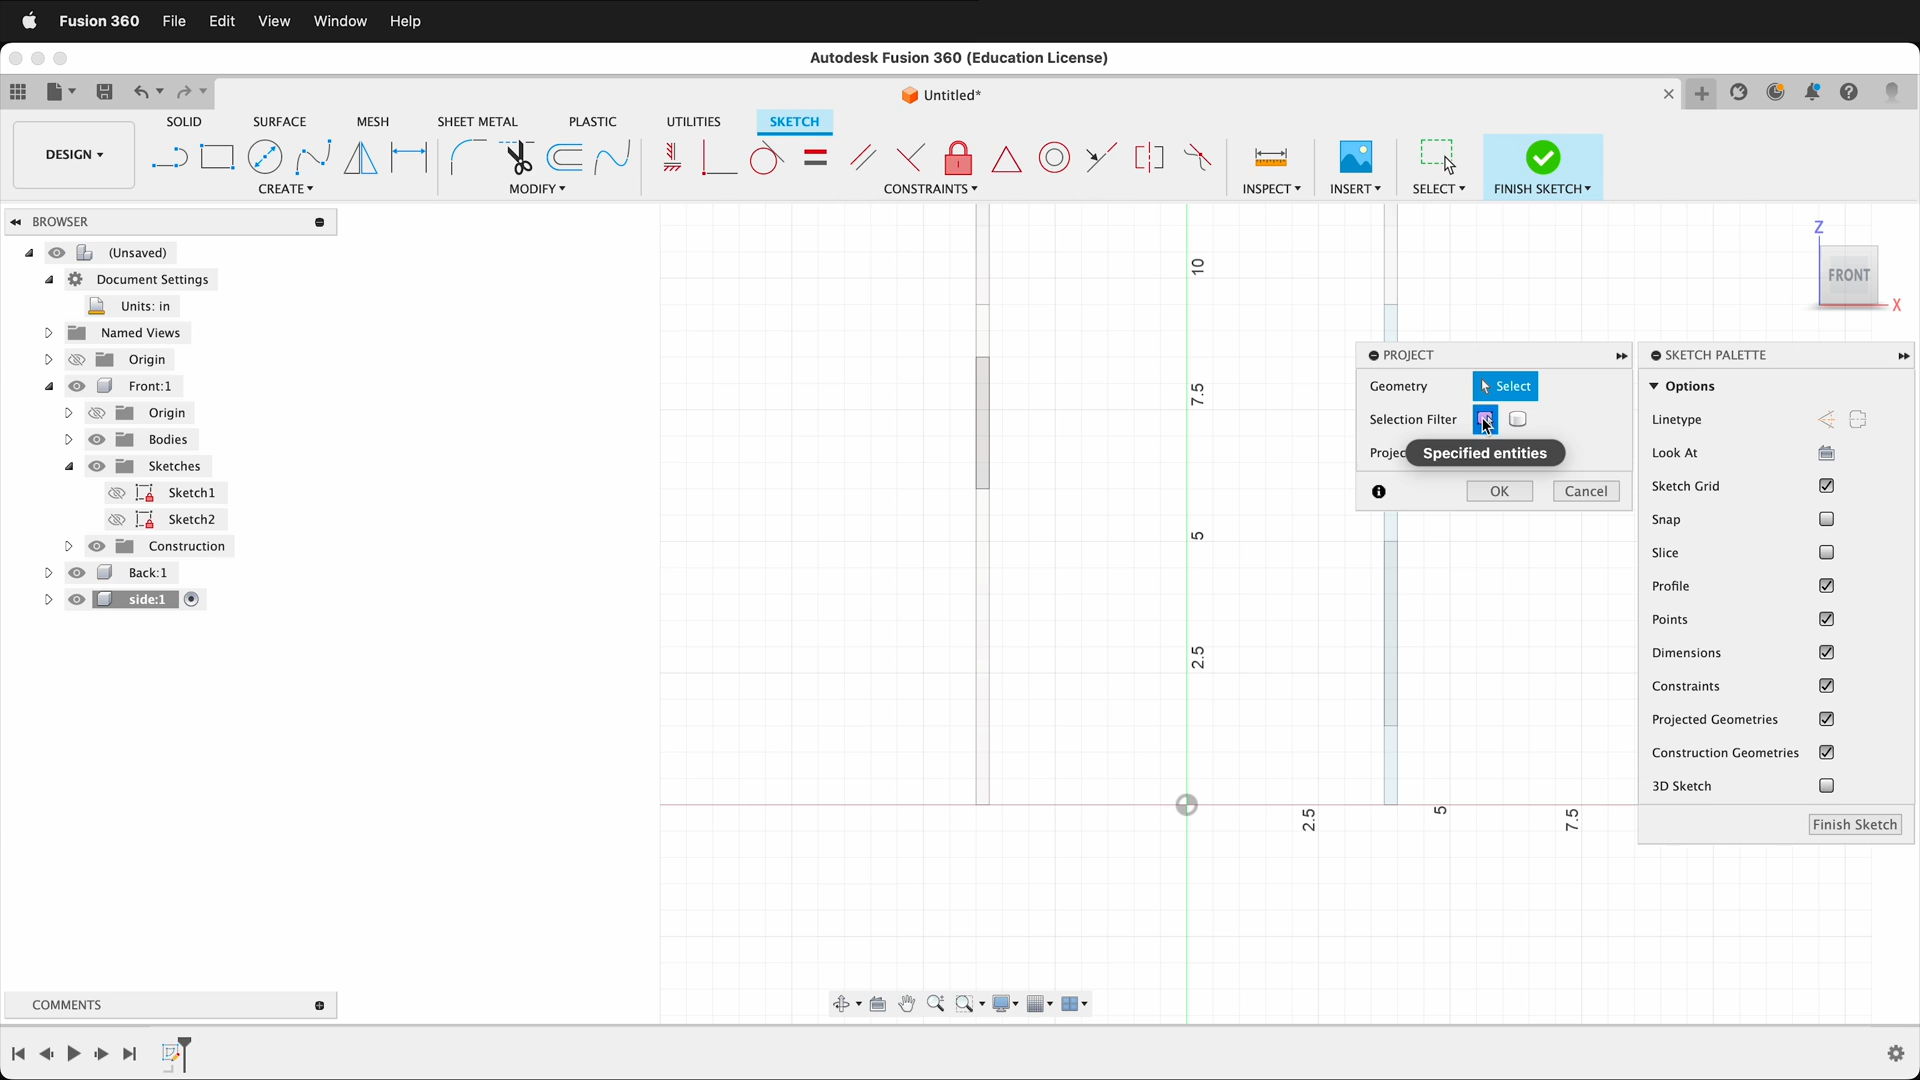 Fusion 360 File Edit View Window Help
Autodesk Fusion 360 (Education License)
Untitled*
SOLID SURFACE MESH SHEET METAL PLASTIC UTILITIES SKETCH
DESIGN
CREATE MODIFY CONSTRAINTS INSPECT INSERT SELECT FINISH SKETCH
BROWSER
(Unsaved)
Document Settings
Units: in
Named Views
Origin
Front:1
Origin
Bodies
Sketches
Sketch1
Sketch2
Construction
Back:1
side:1
10
7.5
5
2.5
2.5
5
7.5
Z
FRONT
X
PROJECT
Geometry Select
Selection Filter
Projec
Specified entities
OK Cancel
SKETCH PALETTE
Options
Linetype
Look At
Sketch Grid
Snap
Slice
Profile
Points
Dimensions
Constraints
Projected Geometries
Construction Geometries
3D Sketch
Finish Sketch
COMMENTS